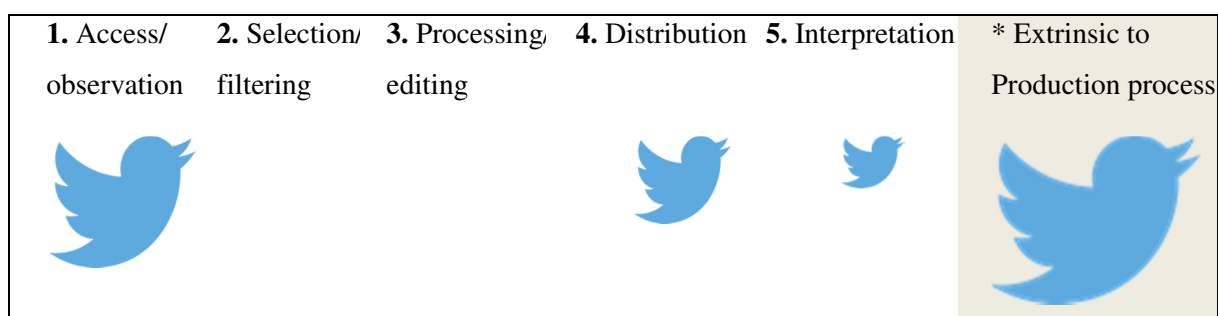 1. Access/ observation
2. Selection/ filtering
3. Processing/ editing
4. Distribution
5. Interpretation
* Extrinsic to Production process